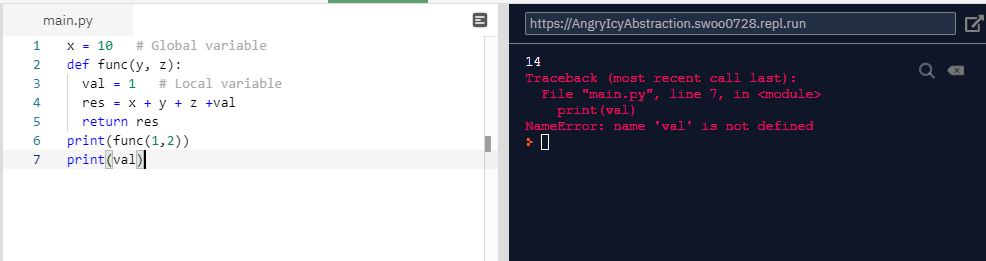 main.py
1 x = 10 # Global variable
2 def func(y, z):
3 val = 1 # Local variable
4 res = x + y + z +val
5 return res
6 print(func(1,2))
7 print(val)
https://AngryIcyAbstraction.swoo0728.repl.run
14
Traceback (most recent call last):
File "main.py", line 7, in <module>
print(val)
NameError: name 'val' is not defined